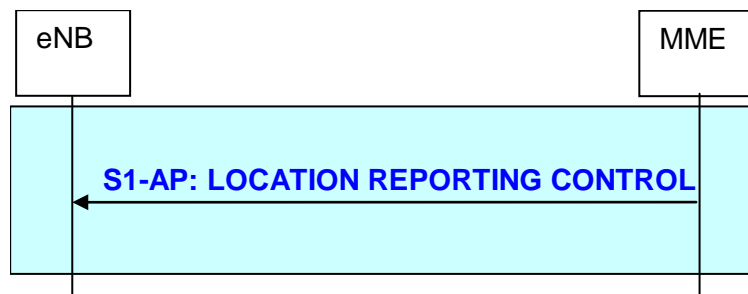 eNB
MME
S1-AP: LOCATION REPORTING CONTROL